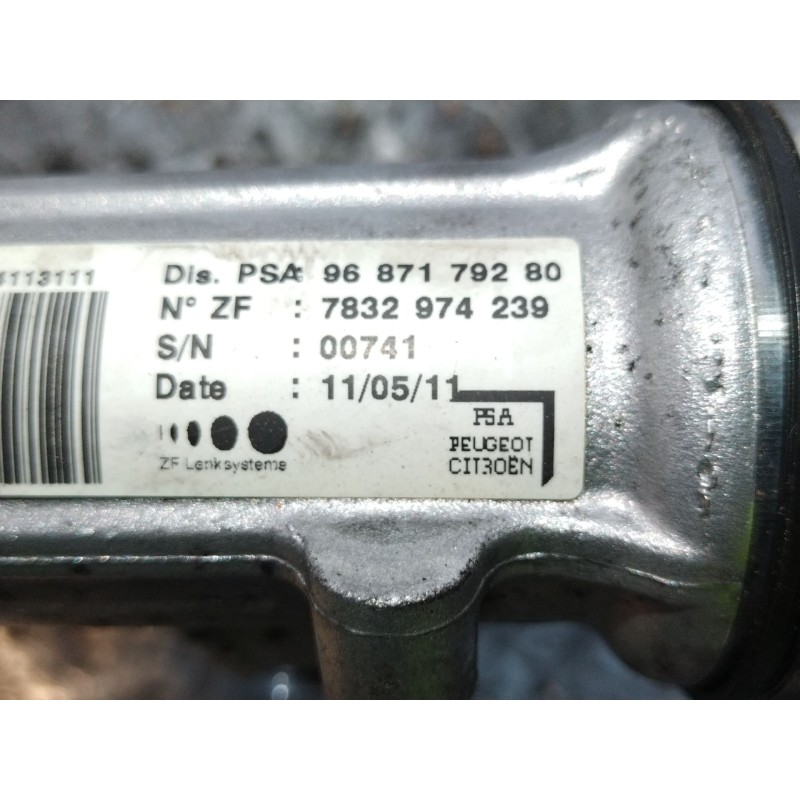 Dis. PSA: 96 871 792 80
N° ZF : 7832 974 239
S/N : 00741
Date : 11/05/11
ZF Lenksysteme
PSA
PEUGEOT
CITROËN